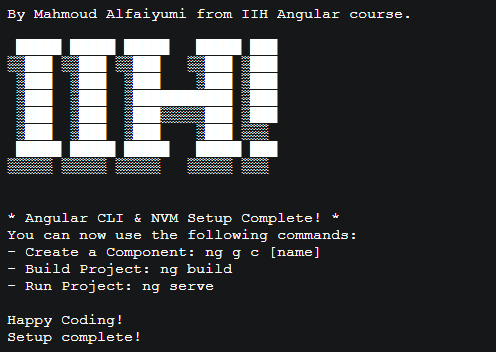 By Mahmoud Alfaiyumi from IIH Angular course.
IIH!
* Angular CLI & NVM Setup Complete! *
You can now use the following commands:
- Create a Component: ng g c [name]
- Build Project: ng build
- Run Project: ng serve
Happy Coding!
Setup complete!